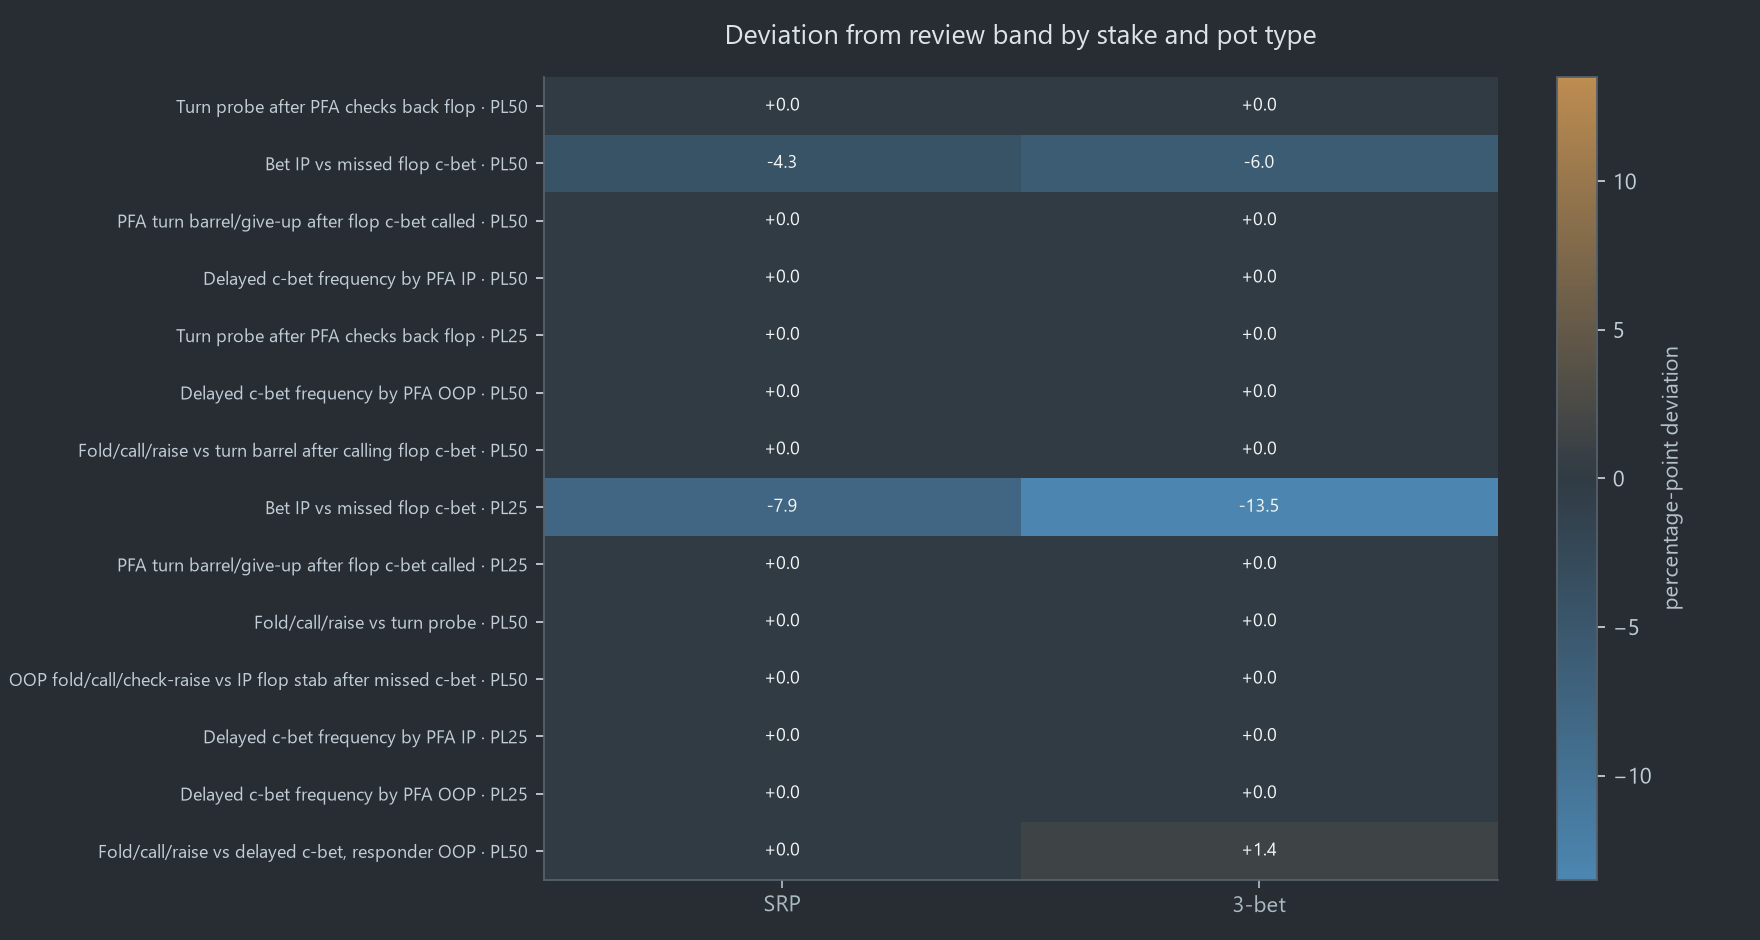 Deviation from review band by stake and pot type
Turn probe after PFA checks back flop · PL50 +0.0 +0.0
Bet IP vs missed flop c-bet · PL50 -4.3 -6.0
PFA turn barrel/give-up after flop c-bet called · PL50 +0.0 +0.0
Delayed c-bet frequency by PFA IP · PL50 +0.0 +0.0
Turn probe after PFA checks back flop · PL25 +0.0 +0.0
Delayed c-bet frequency by PFA OOP · PL50 +0.0 +0.0
Fold/call/raise vs turn barrel after calling flop c-bet · PL50 +0.0 +0.0
Bet IP vs missed flop c-bet · PL25 -7.9 -13.5
PFA turn barrel/give-up after flop c-bet called · PL25 +0.0 +0.0
Fold/call/raise vs turn probe · PL50 +0.0 +0.0
OOP fold/call/check-raise vs IP flop stab after missed c-bet · PL50 +0.0 +0.0
Delayed c-bet frequency by PFA IP · PL25 +0.0 +0.0
Delayed c-bet frequency by PFA OOP · PL25 +0.0 +0.0
Fold/call/raise vs delayed c-bet, responder OOP · PL50 +0.0 +1.4
SRP 3-bet
10
5
0
−5
−10
percentage-point deviation